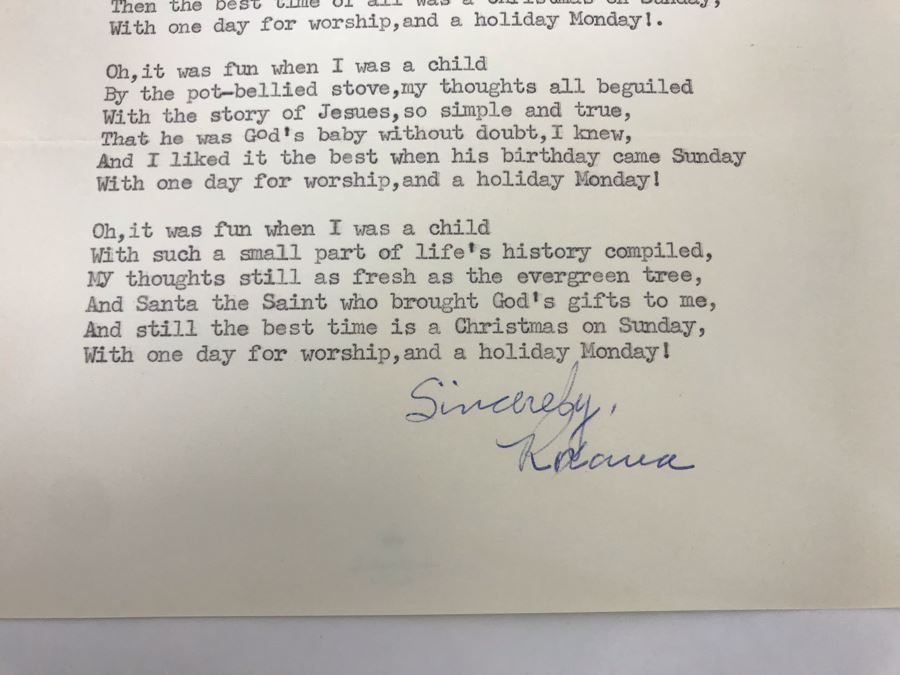 Then the best time of all was a Christmas on Sunday,
With one day for worship,and a holiday Monday!.
Oh,it was fun when I was a child
By the pot-bellied stove,my thoughts all beguiled
With the story of Jesues,so simple and true,
That he was God's baby without doubt,I knew,
And I liked it the best when his birthday came Sunday
With one day for worship,and a holiday Monday!
Oh,it was fun when I was a child
With such a small part of life's history compiled,
My thoughts still as fresh as the evergreen tree,
And Santa the Saint who brought God's gifts to me,
And still the best time is a Christmas on Sunday,
With one day for worship,and a holiday Monday!
Sincerely,